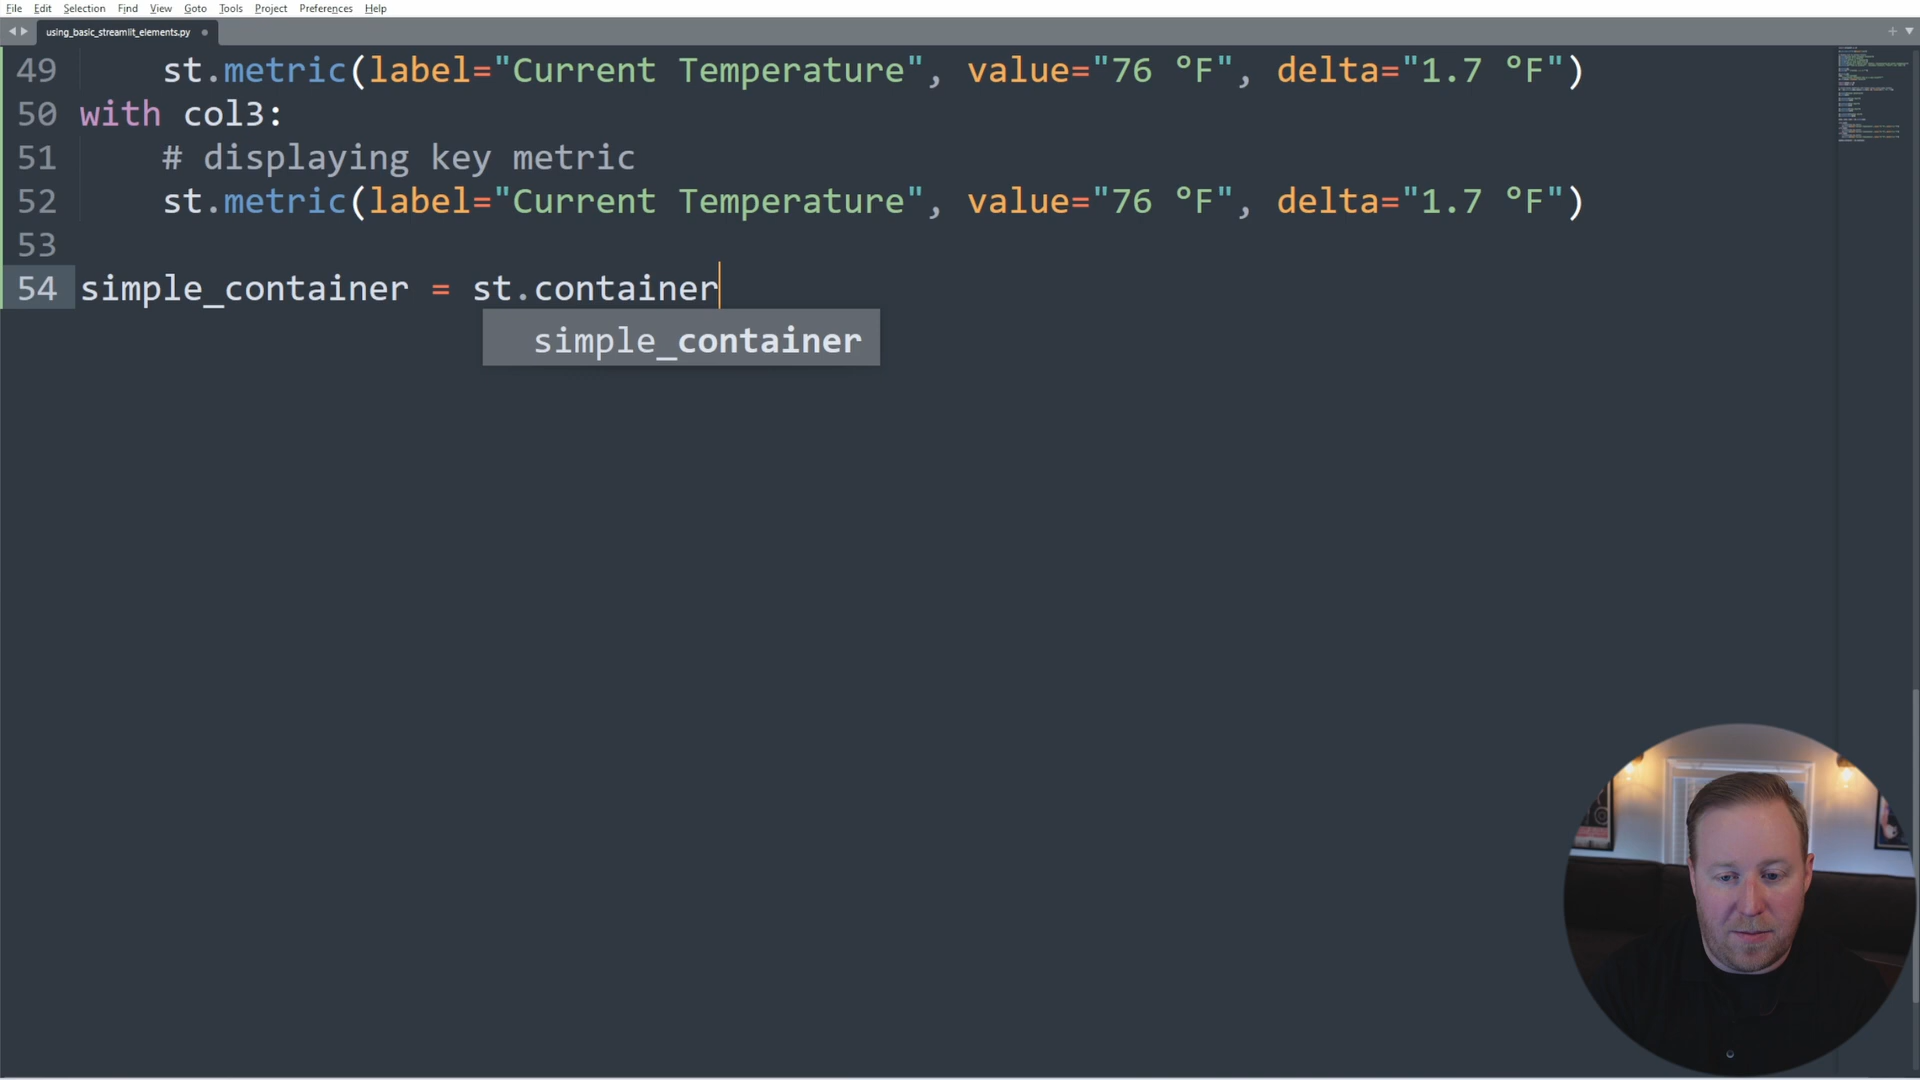 File Edit Selection Find View Goto Tools Project Preferences Help
using_basic_streamlit_elements.py
49 st.metric(label="Current Temperature", value="76 °F", delta="1.7 °F")
50 with col3:
51 # displaying key metric
52 st.metric(label="Current Temperature", value="76 °F", delta="1.7 °F")
53
54 simple_container = st.container
simple_container